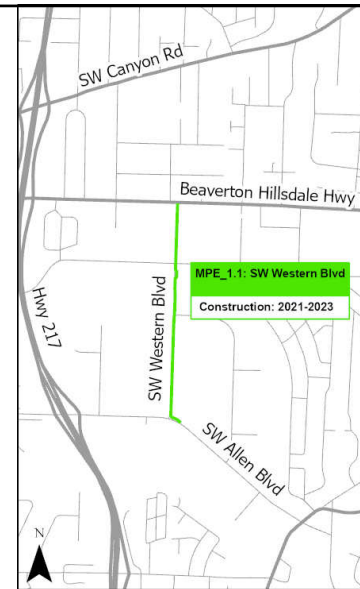 SW Canyon Rd
Beaverton Hillsdale Hwy
MPE_1.1: SW Western Blvd
Construction: 2021-2023
Hwy 217
SW Western Blvd
SW Allen Blvd
N